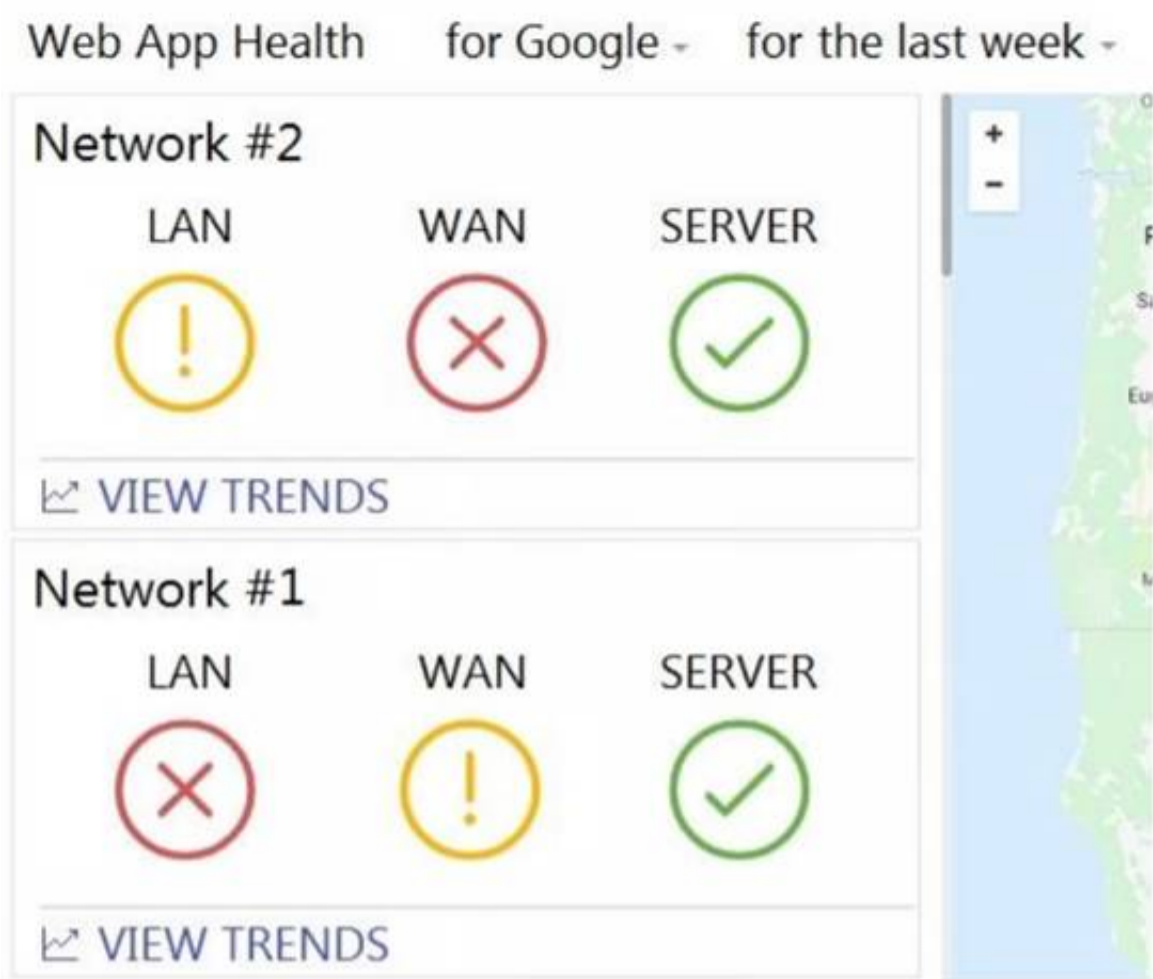 Web App Health for Google for the last week
Network #2
LAN WAN SERVER
VIEW TRENDS
Network #1
LAN WAN SERVER
VIEW TRENDS
+
-